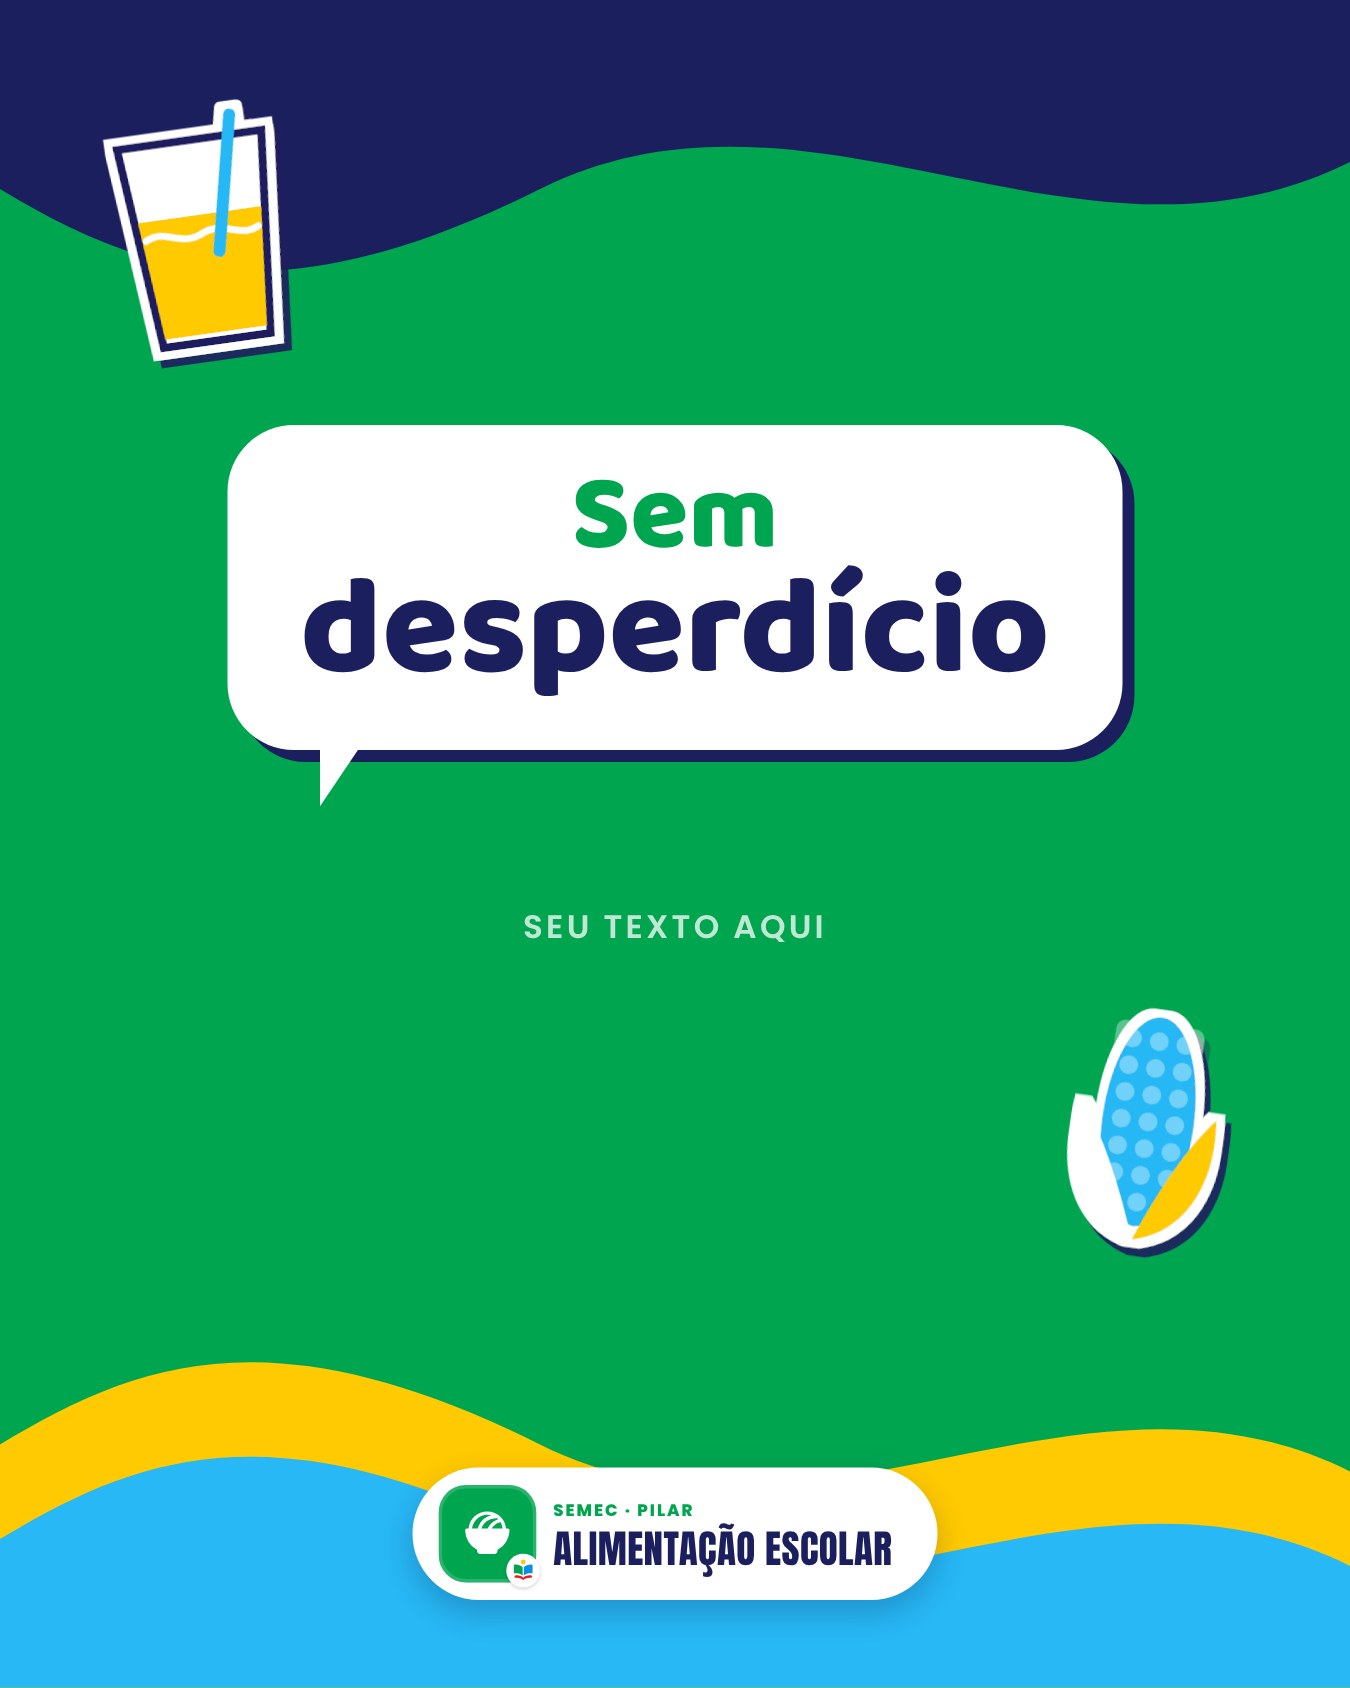 Sem
desperdício
SEU TEXTO AQUI
SEMEC · PILAR
ALIMENTAÇÃO ESCOLAR